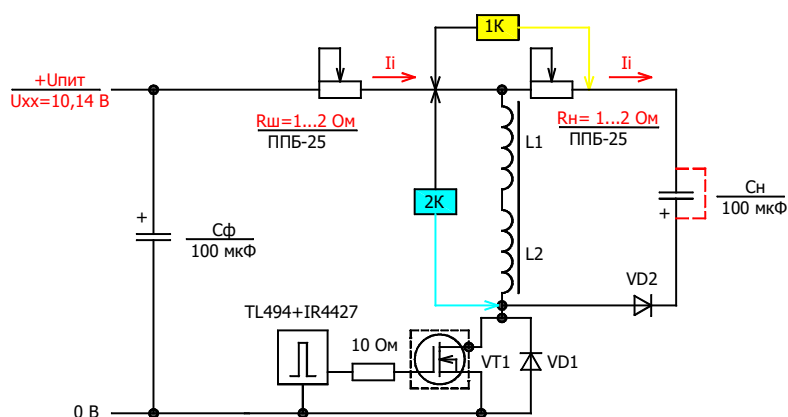 1K
Ii
Ii
+Uпит
Uxx=10,14 В
Rш=1...2 Ом
ППБ-25
Rн= 1...2 Ом
ППБ-25
L1
2K
+
Cн
100 мкФ
+
Cф
100 мкФ
L2
VD2
TL494+IR4427
10 Ом
VT1
VD1
0 В